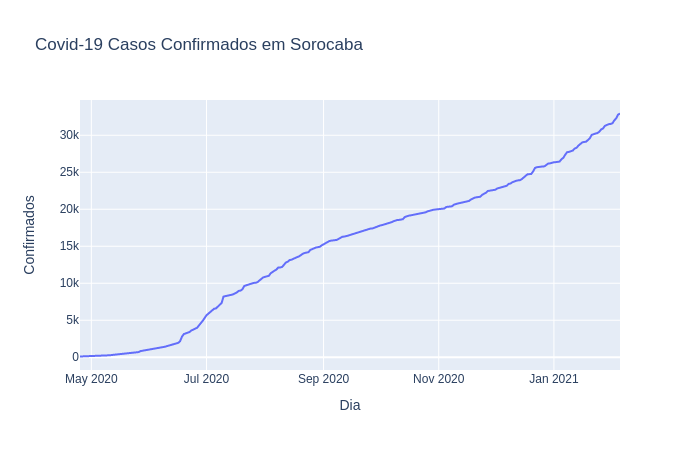 Covid-19 Casos Confirmados em Sorocaba
Confirmados
30k
25k
20k
15k
10k
5k
0
May 2020 Jul 2020 Sep 2020 Nov 2020 Jan 2021
Dia